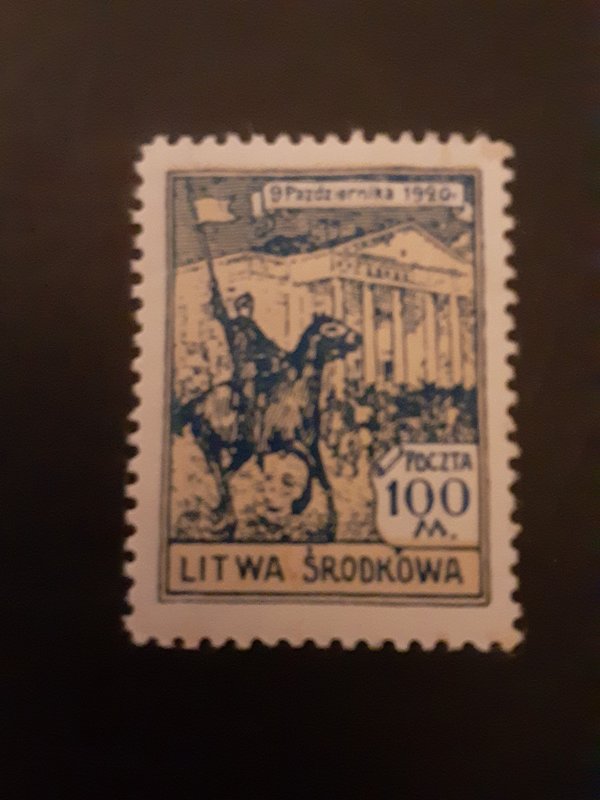 9 Października 1920 r.
POCZTA
100
M.
LITWA ŚRODKOWA